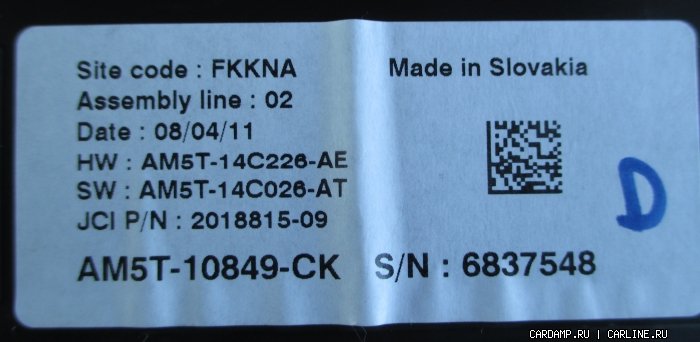 Site code : FKKNA Made in Slovakia
Assembly line : 02
Date : 08/04/11
HW : AM5T-14C226-AE
SW : AM5T-14C026-AT
JCI P/N : 2018815-09
D
AM5T-10849-CK S/N : 6837548
CARDAMP.RU | CARLINE.RU